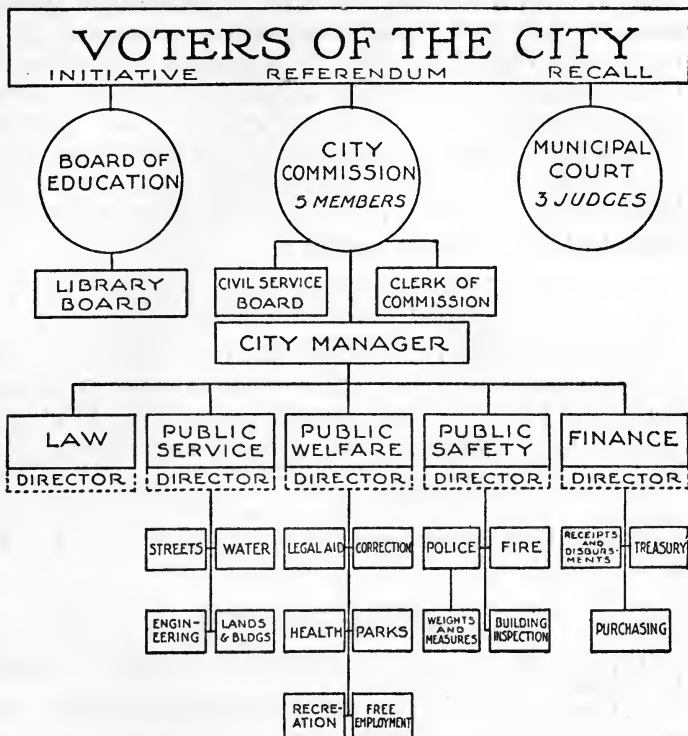 VOTERS OF THE CITY
INITIATIVE REFERENDUM RECALL
BOARD OF
EDUCATION
CITY
COMMISSION
5 MEMBERS
MUNICIPAL
COURT
3 JUDGES
LIBRARY
BOARD
CIVIL SERVICE
BOARD
CLERK OF
COMMISSION
CITY MANAGER
LAW
DIRECTOR
PUBLIC
SERVICE
DIRECTOR
PUBLIC
WELFARE
DIRECTOR
PUBLIC
SAFETY
DIRECTOR
FINANCE
DIRECTOR
STREETS
WATER
LEGAL AID
CORRECTION
POLICE
FIRE
RECEIPTS
AND
DISBURS-
MENTS
TREASURY
ENGIN-
EERING
LANDS
& BLDGS
HEALTH
PARKS
WEIGHTS
AND
MEASURES
BUILDING
INSPECTION
PURCHASING
RECRE-
ATION
FREE
EMPLOYMENT